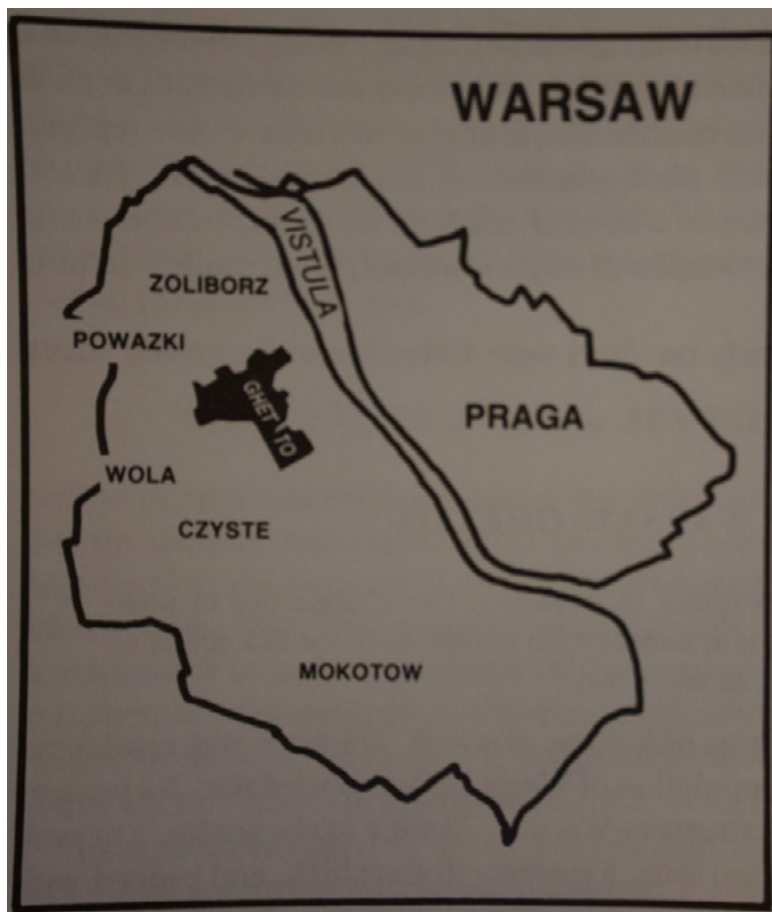 WARSAW
VISTULA
ZOLIBORZ
POWAZKI
GHETTO
PRAGA
WOLA
CZYSTE
MOKOTOW